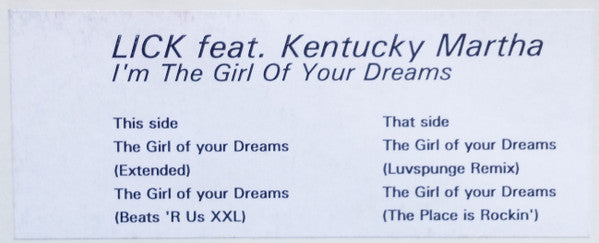 LICK feat. Kentucky Martha
I'm The Girl Of Your Dreams
This side
The Girl of your Dreams
(Extended)
The Girl of your Dreams
(Beats 'R Us XXL)
That side
The Girl of your Dreams
(Luvspunge Remix)
The Girl of your Dreams
(The Place is Rockin')